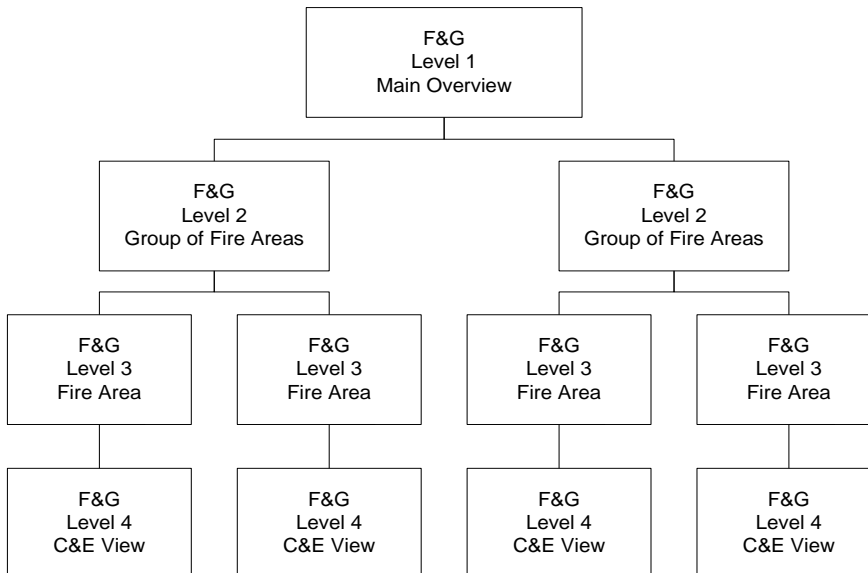 F&G
Level 1
Main Overview
F&G
Level 2
Group of Fire Areas
F&G
Level 2
Group of Fire Areas
F&G
Level 3
Fire Area
F&G
Level 3
Fire Area
F&G
Level 3
Fire Area
F&G
Level 3
Fire Area
F&G
Level 4
C&E View
F&G
Level 4
C&E View
F&G
Level 4
C&E View
F&G
Level 4
C&E View